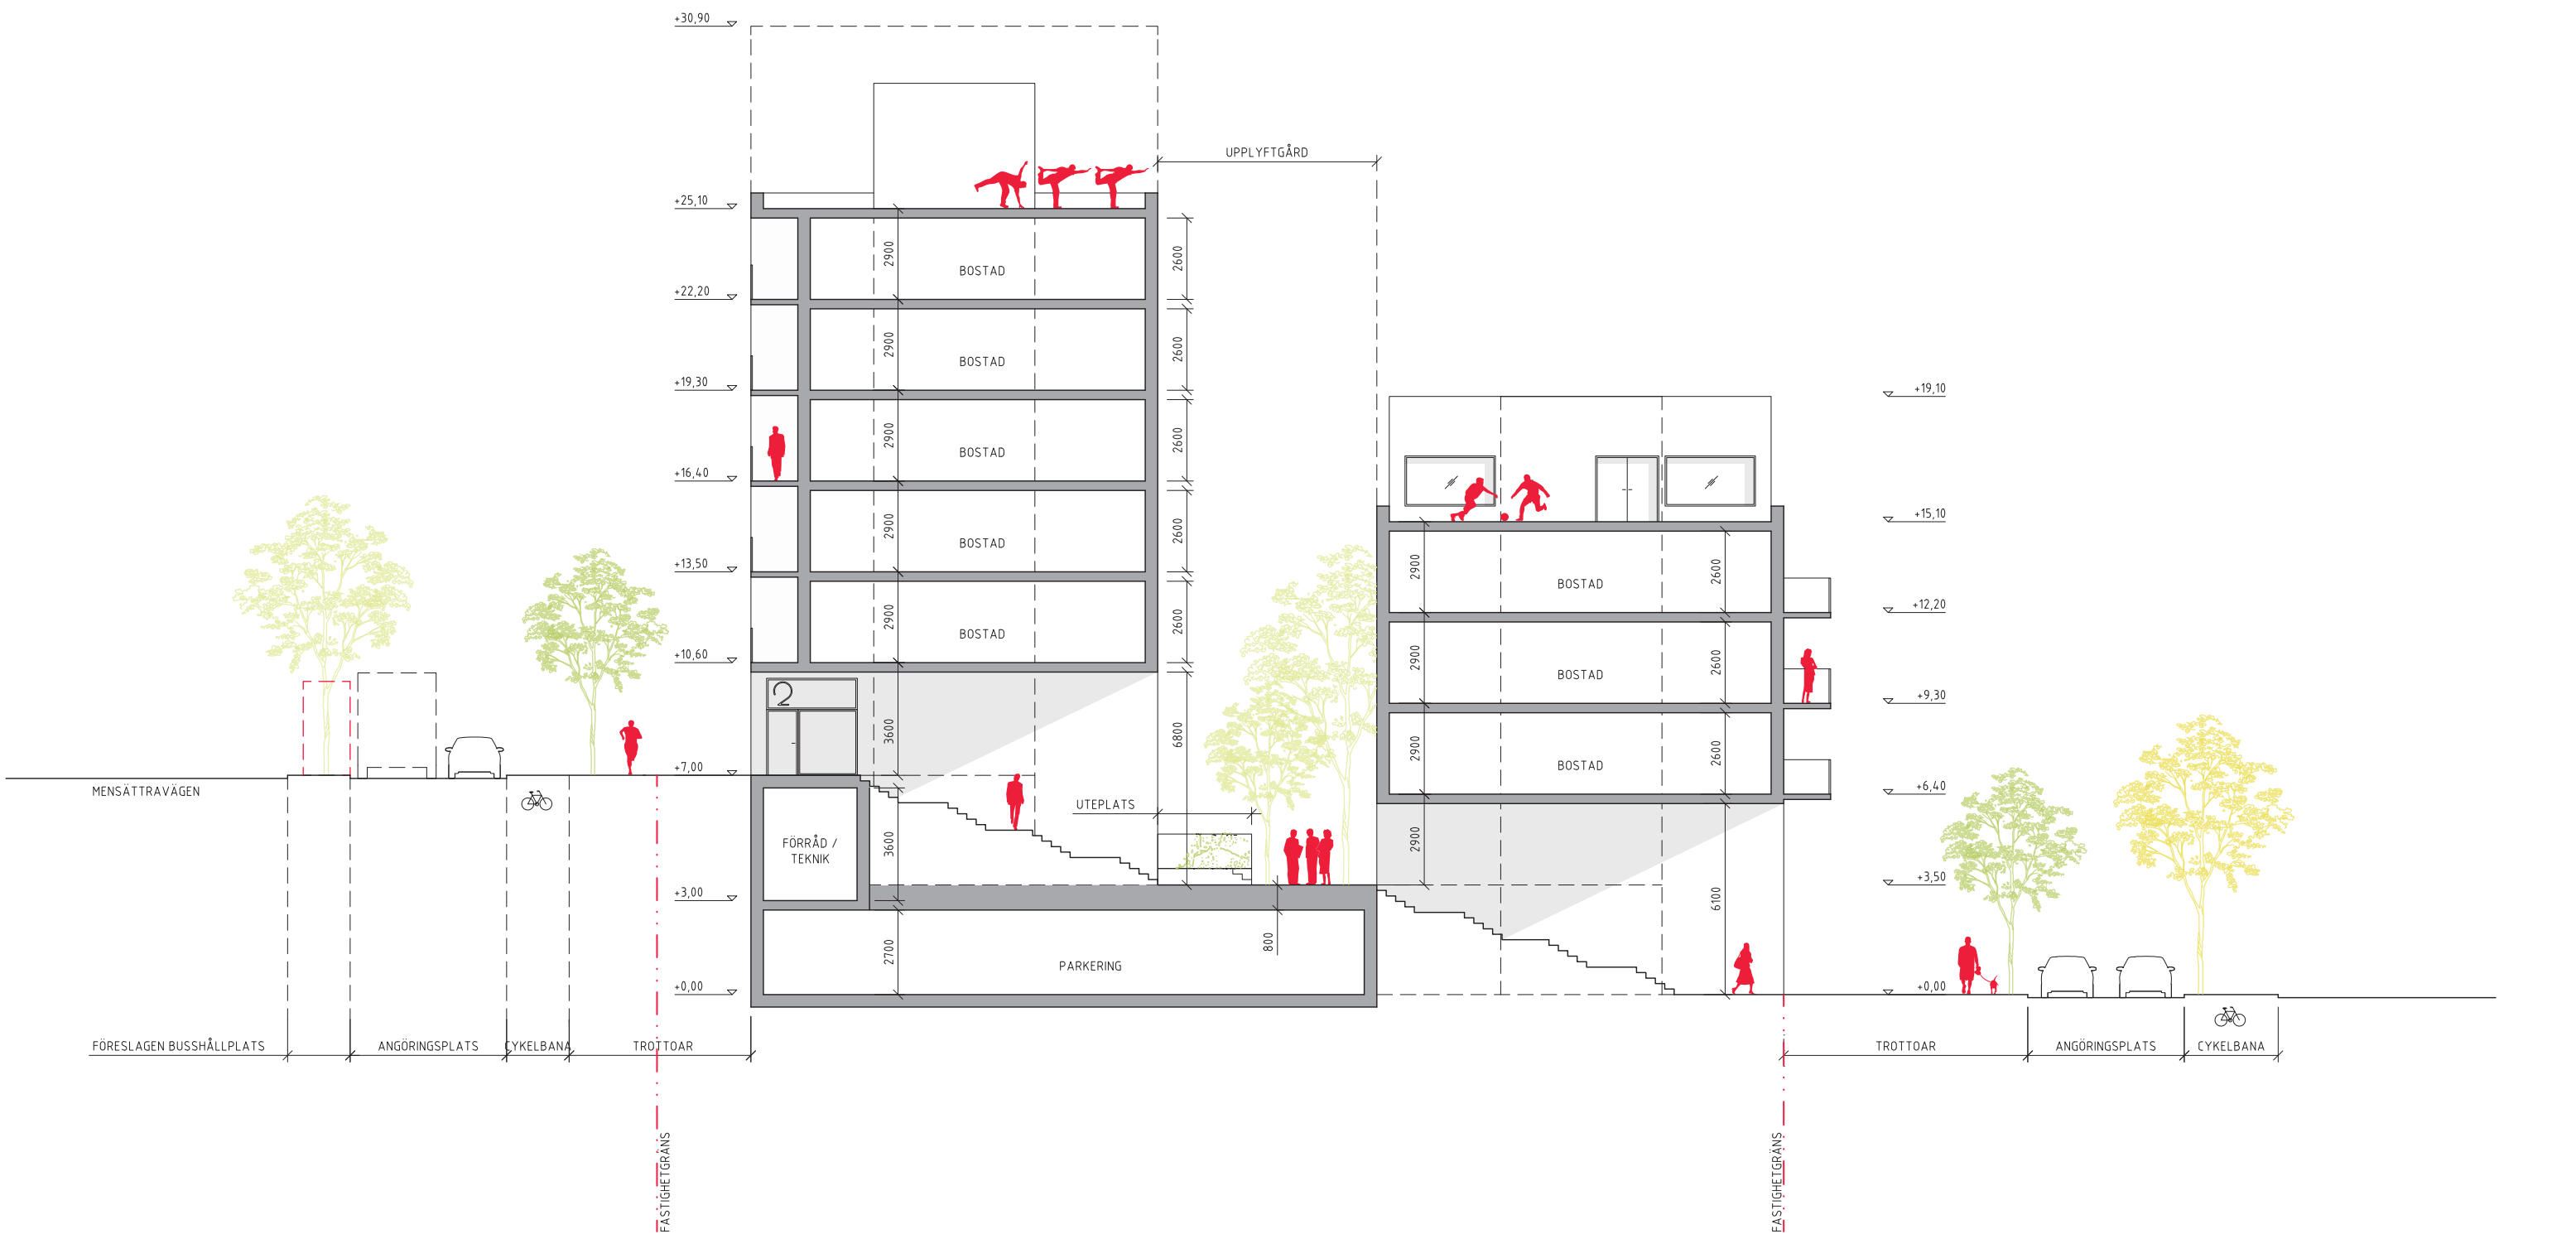 +30,90
UPPLYFTGÅRD
+25,10
2900
BOSTAD
2600
+22,20
2900
BOSTAD
2600
+19,30
+19,10
2900
BOSTAD
2600
+16,40
+15,10
2900
BOSTAD
2600
2900
BOSTAD
2600
+13,50
+12,20
2900
BOSTAD
2600
2900
BOSTAD
2600
+10,60
+9,30
2
3600
6800
2900
BOSTAD
2600
+7,00
MENSÄTTRAVÄGEN
+6,40
UTEPLATS
FÖRRÅD /
TEKNIK
3600
2900
+3,50
+3,00
6100
2700
800
PARKERING
+0,00
+0,00
FÖRESLAGEN BUSSHÅLLPLATS
ANGÖRINGSPLATS
CYKELBANA
TROTTOAR
TROTTOAR
ANGÖRINGSPLATS
CYKELBANA
FASTIGHETGRÄNS
FASTIGHETGRÄNS